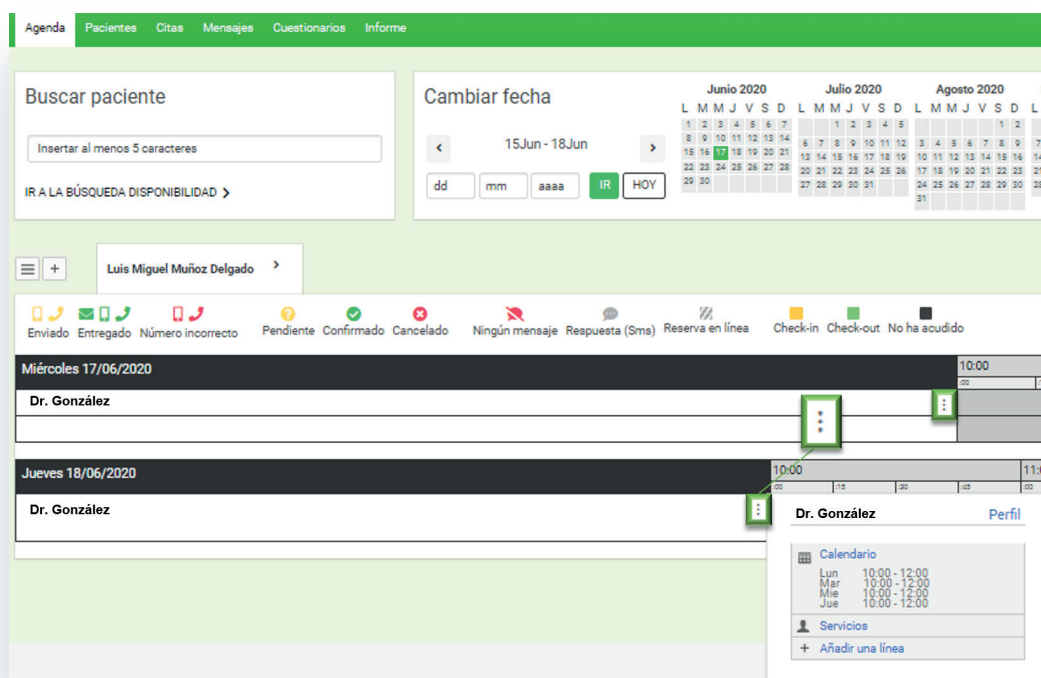 Agenda Pacientes Citas Mensajes Cuestionarios Informe
Buscar paciente
Insertar al menos 5 caracteres
IR A LA BÚSQUEDA DISPONIBILIDAD
Cambiar fecha
15Jun - 18Jun
dd mm aaaa IR HOY
Junio 2020
L M M J V S D
1 2 3 4 5 6 7
8 9 10 11 12 13 14
15 16 17 18 19 20 21
22 23 24 25 26 27 28
29 30
Julio 2020
L M M J V S D
1 2 3 4 5
6 7 8 9 10 11 12
13 14 15 16 17 18 19
20 21 22 23 24 25 26
27 28 29 30 31
Agosto 2020
L M M J V S D
1 2
3 4 5 6 7 8 9
10 11 12 13 14 15 16
17 18 19 20 21 22 23
24 25 26 27 28 29 30
31
L
Luis Miguel Muñoz Delgado
Enviado Entregado Número incorrecto Pendiente Confirmado Cancelado Ningún mensaje Respuesta (Sms) Reserva en línea Check-in Check-out No ha acudido
Miércoles 17/06/2020 10:00
:00
Dr. González
Jueves 18/06/2020 10:00
:00 :15 :30 :45 :00
Dr. González
Dr. González Perfil
Calendario
Lun 10:00 - 12:00
Mar 10:00 - 12:00
Mie 10:00 - 12:00
Jue 10:00 - 12:00
Servicios
+ Añadir una línea